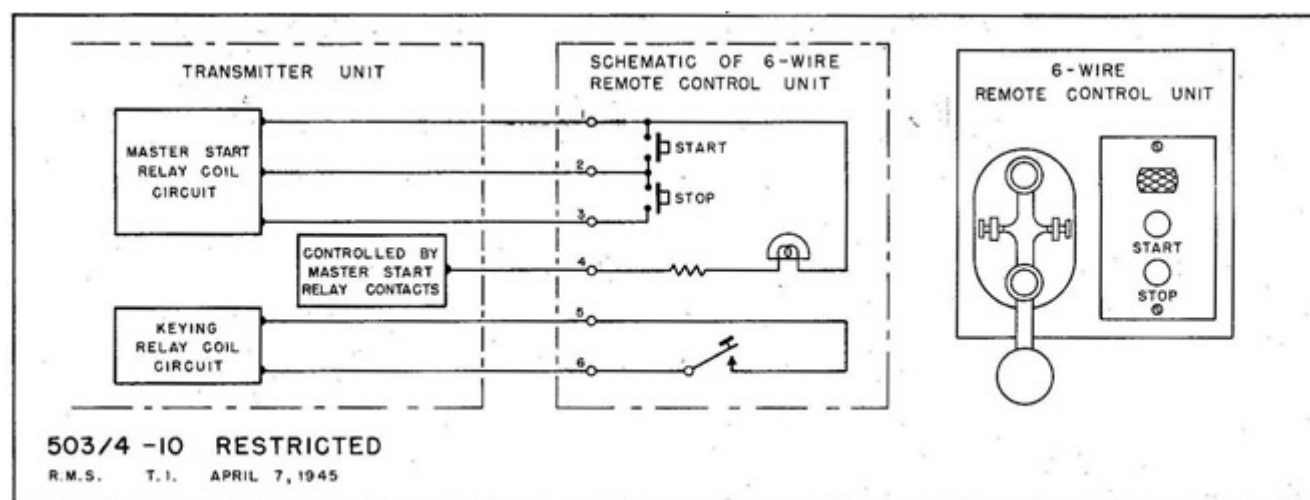 TRANSMITTER UNIT
SCHEMATIC OF 6-WIRE
REMOTE CONTROL UNIT
6-WIRE
REMOTE CONTROL UNIT
MASTER START
RELAY COIL
CIRCUIT
1
2
3
START
STOP
CONTROLLED BY
MASTER START
RELAY CONTACTS
4
KEYING
RELAY COIL
CIRCUIT
5
6
START
STOP
503/4 -10 RESTRICTED
R.M.S. T.I. APRIL 7, 1945